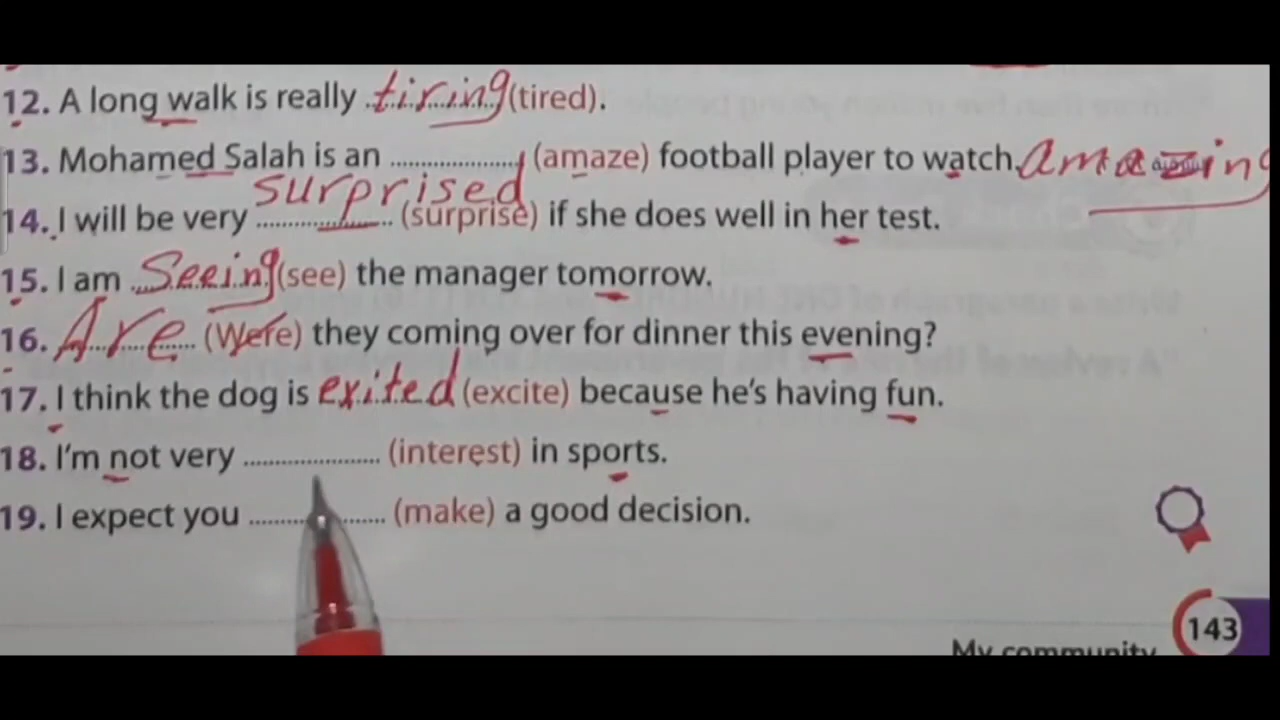 12. A long walk is really tiring (tired).
13. Mohamed Salah is an .................... (amaze) football player to watch. amazing
surprised
14. I will be very .................... (surprise) if she does well in her test.
15. I am Seeing (see) the manager tomorrow.
16. Are (Were) they coming over for dinner this evening?
17. I think the dog is exited (excite) because he's having fun.
18. I'm not very .................... (interest) in sports.
19. I expect you .................... (make) a good decision.
143
My community